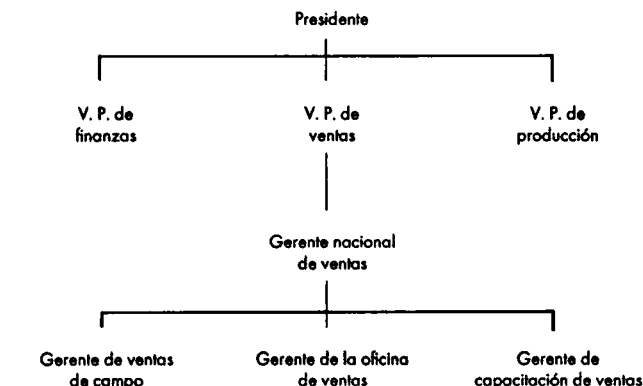 Presidente
V. P. de
finanzas
V. P. de
ventas
V. P. de
producción
Gerente nacional
de ventas
Gerente de ventas
de campo
Gerente de la oficina
de ventas
Gerente de
capacitación de ventas